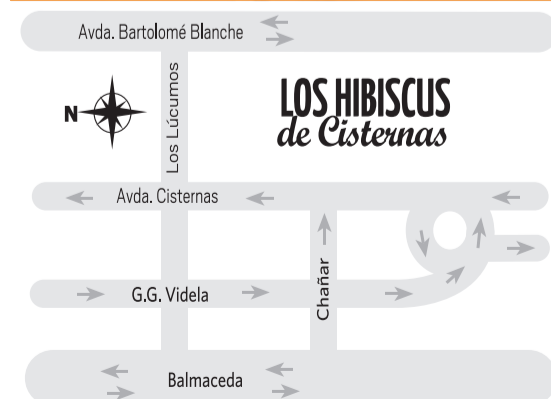 Avda. Bartolomé Blanche
Los Lúcumos
N
LOS HIBISCUS
de Cisternas
Avda. Cisternas
Chañar
G.G. Videla
Balmaceda